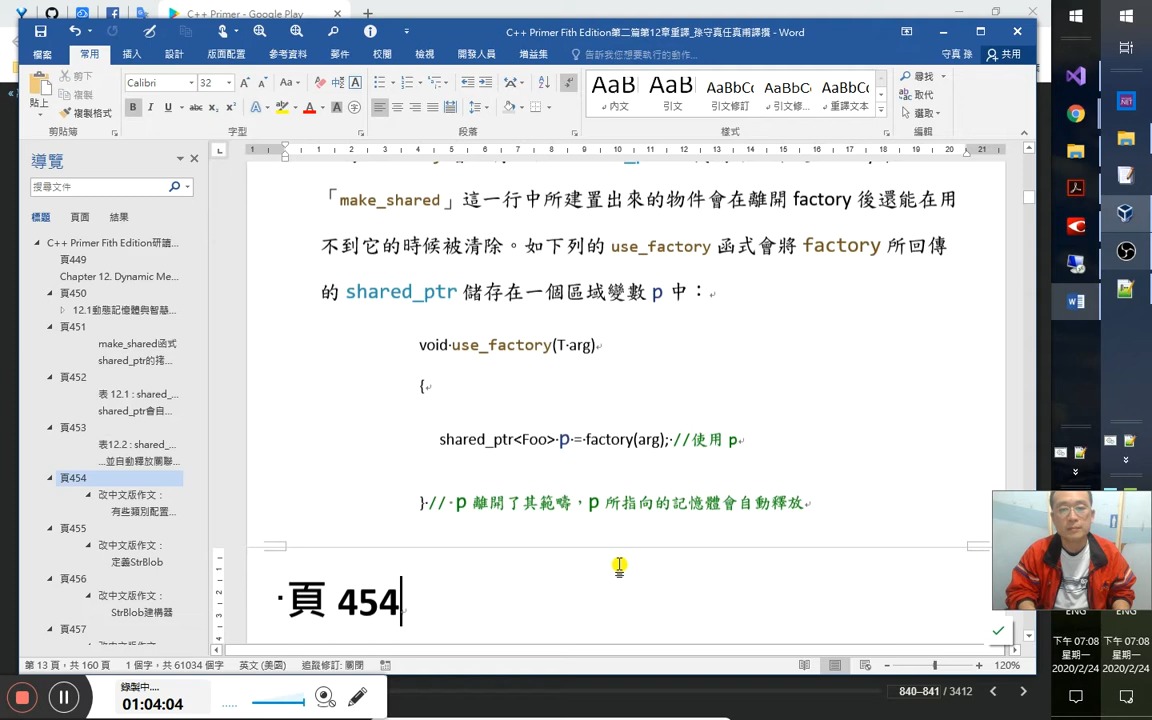 C++ Primer - Google Play
C++ Primer Fifth Edition第二篇第12章重譯_孫守真任真甫譯撰 - Word
檔案 常用 插入 設計 版面配置 參考資料 郵件 校閱 檢視 開發人員 增益集 告訴我您想要執行的動作... 守真 孫 共用
貼上 剪下 複製 複製格式 Calibri 32
AaB AaB AaBbCc AaBbCc AaBbC
內文 引文 引文修訂 引文修... 重譯文本
尋找 取代 選取
剪貼簿 字型 段落 樣式 編輯
導覽
搜尋文件
標題 頁面 結果
C++ Primer Fith Edition研讀...
頁449
Chapter 12. Dynamic Me...
頁450
12.1動態記憶體與智慧...
頁451
make_shared函式
shared_ptr的拷...
頁452
表 12.1 : shared_...
shared_ptr會自...
頁453
表12.2 : shared_...
...並自動釋放關聯...
頁454
改中文版作文：
有些類別配置...
頁455
改中文版作文：
定義StrBlob
頁456
改中文版作文：
StrBlob建構器
頁457
「make_shared」這一行中所建置出來的物件會在離開 factory 後還能在用
不到它的時候被清除。如下列的 use_factory 函式會將 factory 所回傳
的 shared_ptr 儲存在一個區域變數 p 中：
void use_factory(T arg)
{
shared_ptr<Foo> p = factory(arg); //使用 p
} // p 離開了其範疇，p 所指向的記憶體會自動釋放
頁 454
第 13 頁，共 160 頁 1 個字，共 61034 個字 英文 (美國) 追蹤修訂: 關閉 120%
錄製中....
01:04:04
840–841 / 3412
ENG ENG
下午 07:08 下午 07:08
星期一 星期一
2020/2/24 2020/2/24